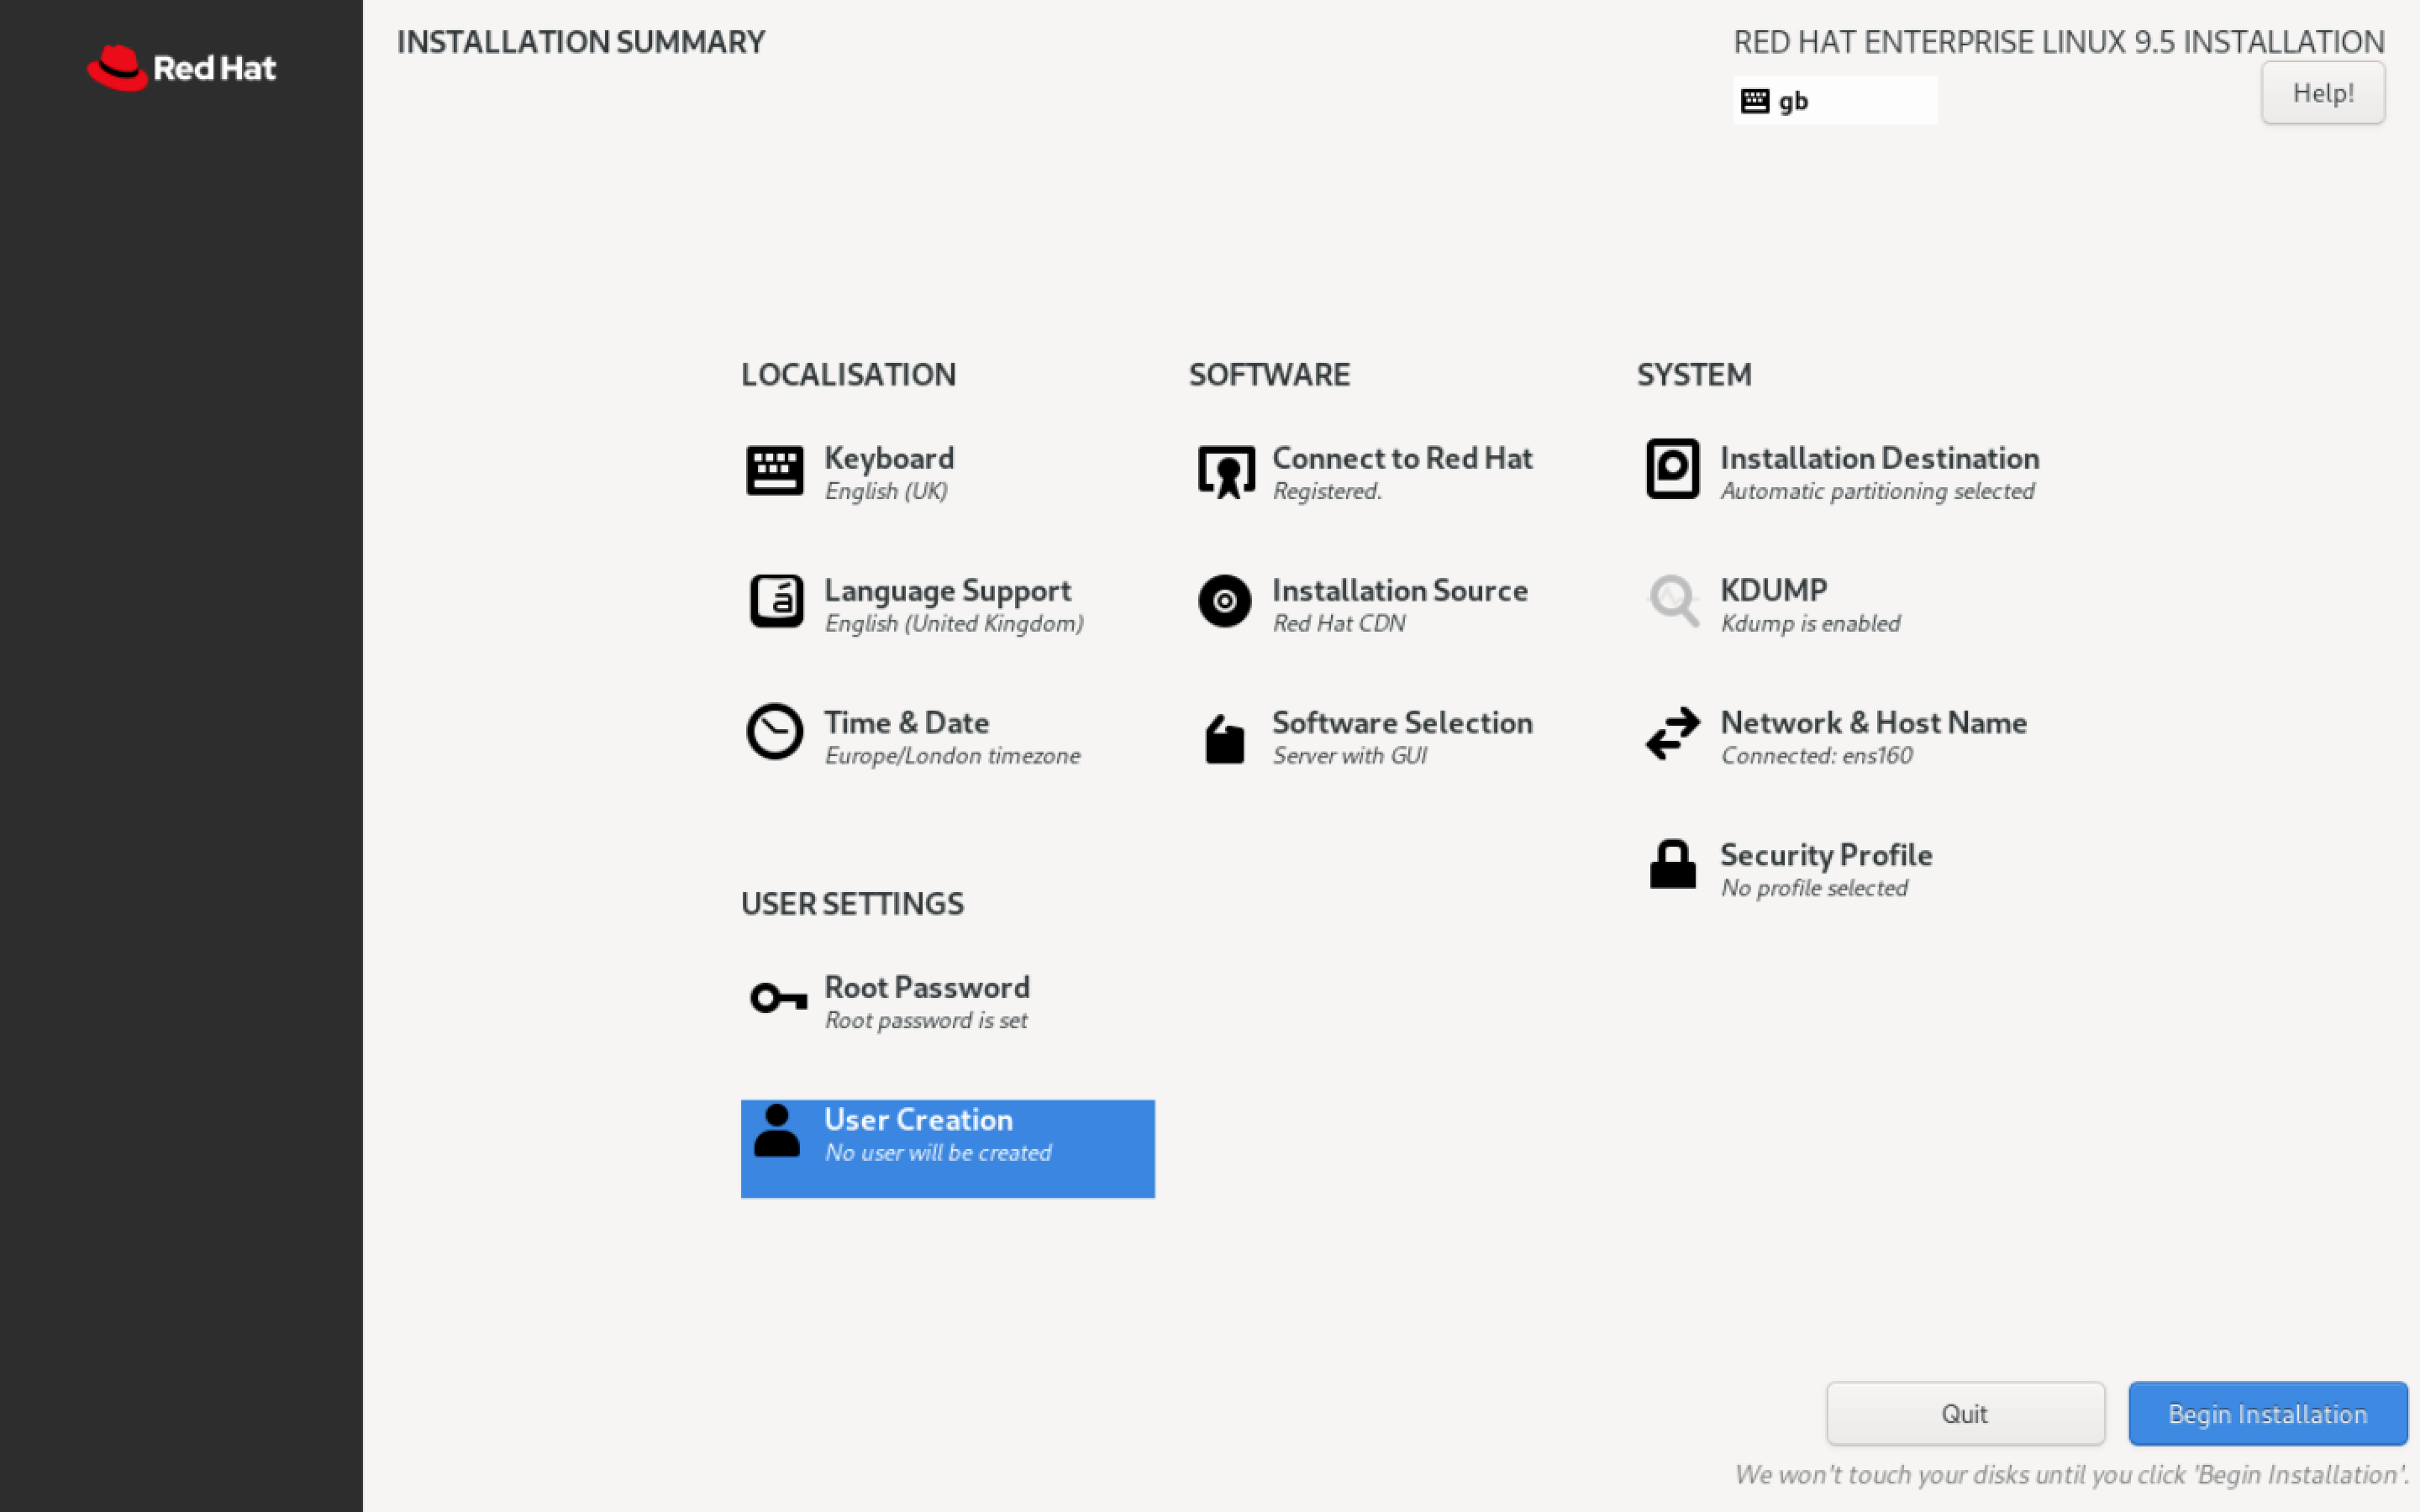 Red Hat
INSTALLATION SUMMARY
RED HAT ENTERPRISE LINUX 9.5 INSTALLATION
gb
Help!
LOCALISATION
Keyboard
English (UK)
Language Support
English (United Kingdom)
Time & Date
Europe/London timezone
SOFTWARE
Connect to Red Hat
Registered.
Installation Source
Red Hat CDN
Software Selection
Server with GUI
SYSTEM
Installation Destination
Automatic partitioning selected
KDUMP
Kdump is enabled
Network & Host Name
Connected: ens160
Security Profile
No profile selected
USER SETTINGS
Root Password
Root password is set
User Creation
No user will be created
Quit
Begin Installation
We won't touch your disks until you click 'Begin Installation'.